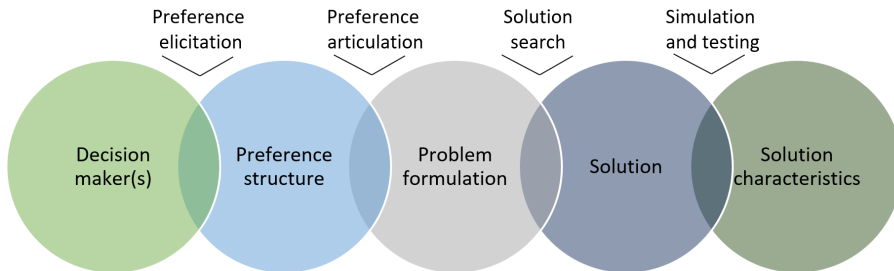 Preference
elicitation
Preference
articulation
Solution
search
Simulation
and testing
Decision
maker(s)
Preference
structure
Problem
formulation
Solution
Solution
characteristics